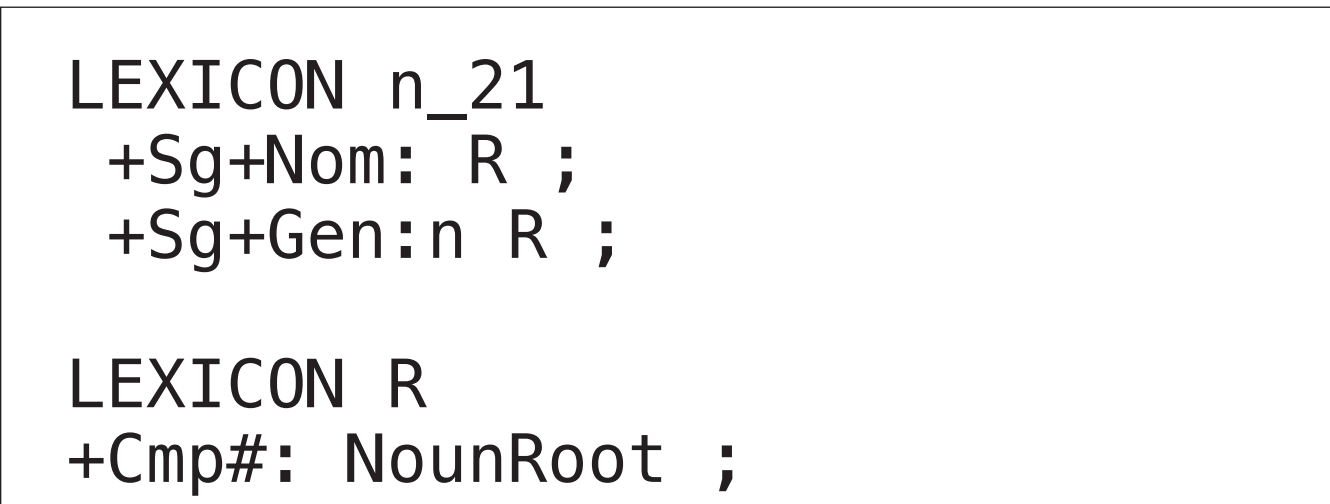 LEXICON n_21
+Sg+Nom: R ;
+Sg+Gen:n R ;
LEXICON R
+Cmp#: NounRoot ;